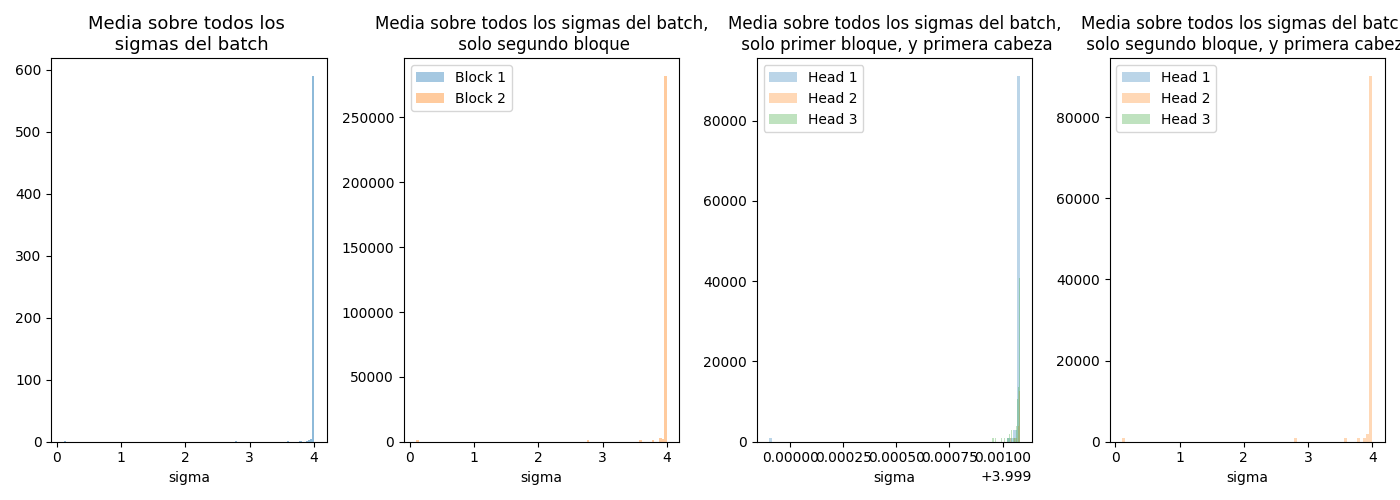 Media sobre todos los
sigmas del batch
600
500
400
300
200
100
0
0 1 2 3 4
sigma
Media sobre todos los sigmas del batch,
solo segundo bloque
Block 1
Block 2
250000
200000
150000
100000
50000
0
0 1 2 3 4
sigma
Media sobre todos los sigmas del batch,
solo primer bloque, y primera cabeza
Head 1
Head 2
Head 3
80000
60000
40000
20000
0
0.00000 0.00025 0.00050 0.00075 0.00100
+3.999
sigma
Media sobre todos los sigmas del batc
solo segundo bloque, y primera cabez
Head 1
Head 2
Head 3
80000
60000
40000
20000
0
0 1 2 3 4
sigma